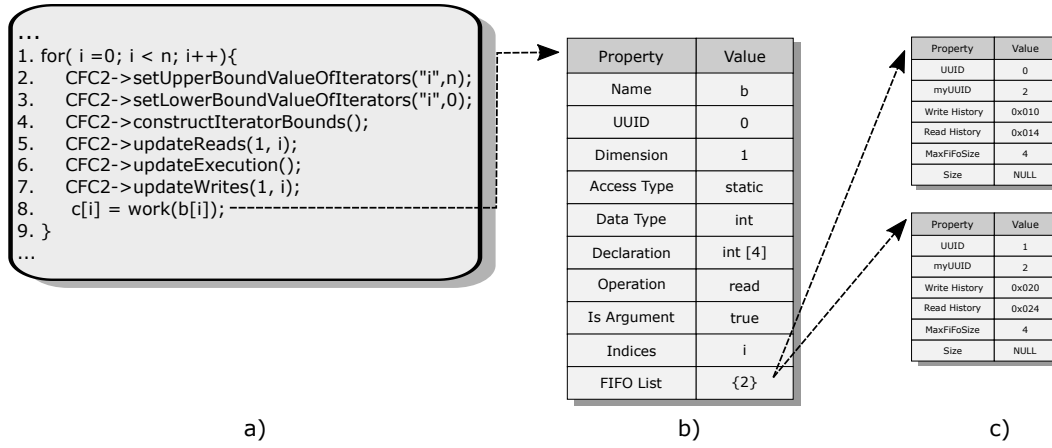 ...
1. for( i =0; i < n; i++){
2. CFC2->setUpperBoundValueOfIterators("i",n);
3. CFC2->setLowerBoundValueOfIterators("i",0);
4. CFC2->constructIteratorBounds();
5. CFC2->updateReads(1, i);
6. CFC2->updateExecution();
7. CFC2->updateWrites(1, i);
8. c[i] = work(b[i]);
9. }
...
a)
Property Value
Name b
UUID 0
Dimension 1
Access Type static
Data Type int
Declaration int [4]
Operation read
Is Argument true
Indices i
FIFO List {2}
b)
Property Value
UUID 0
myUUID 2
Write History 0x010
Read History 0x014
MaxFiFoSize 4
Size NULL
Property Value
UUID 1
myUUID 2
Write History 0x020
Read History 0x024
MaxFiFoSize 4
Size NULL
c)